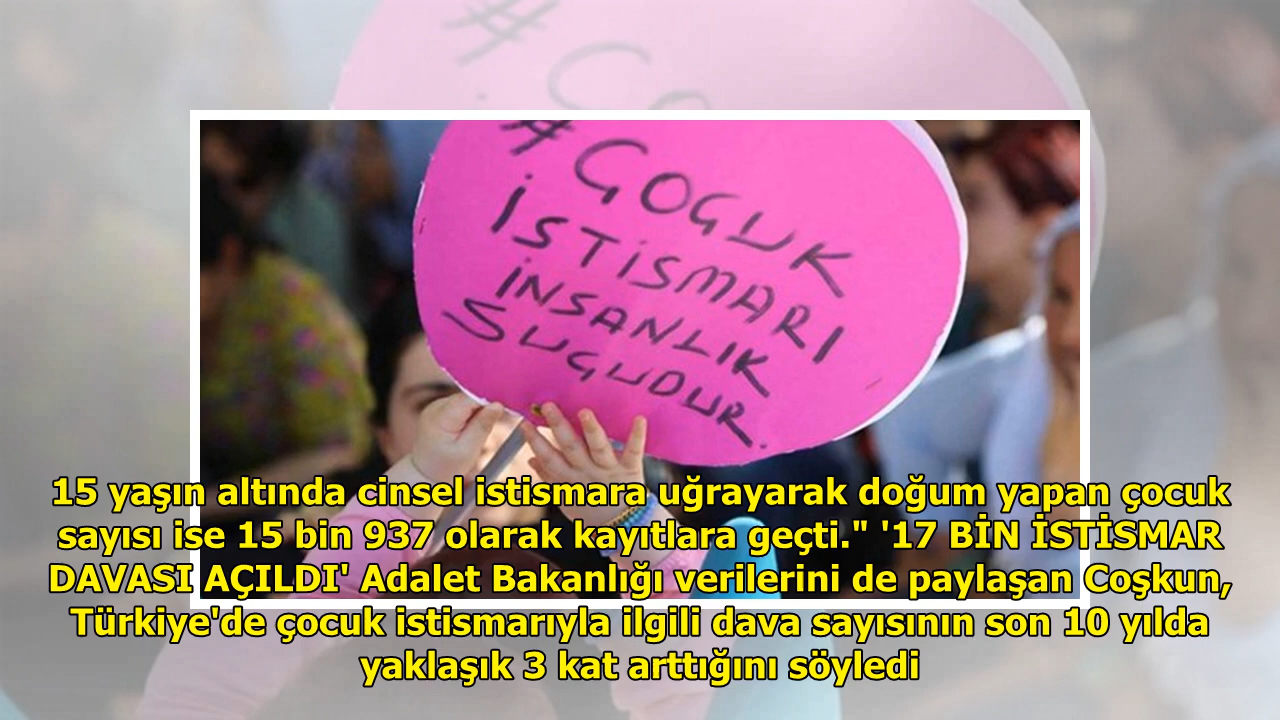 # Ço
#ÇOCUK
İSTİSMARI
İNSANLIK
SUÇUDUR.
15 yaşın altında cinsel istismara uğrayarak doğum yapan çocuk
sayısı ise 15 bin 937 olarak kayıtlara geçti." '17 BİN İSTİSMAR
DAVASI AÇILDI' Adalet Bakanlığı verilerini de paylaşan Coşkun,
Türkiye'de çocuk istismarıyla ilgili dava sayısının son 10 yılda
yaklaşık 3 kat arttığını söyledi